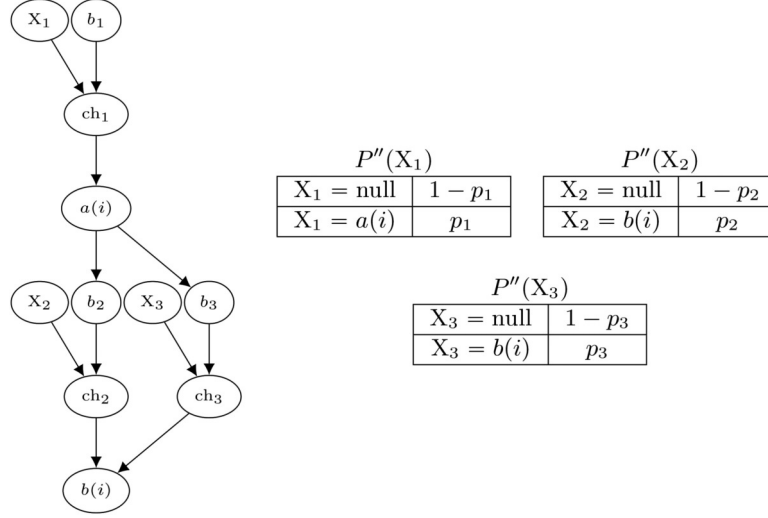 X₁ b₁
ch₁
a(i)
X₂ b₂ X₃ b₃
ch₂ ch₃
b(i)
P″(X₁)
X₁ = null 1 − p₁
X₁ = a(i) p₁
P″(X₂)
X₂ = null 1 − p₂
X₂ = b(i) p₂
P″(X₃)
X₃ = null 1 − p₃
X₃ = b(i) p₃